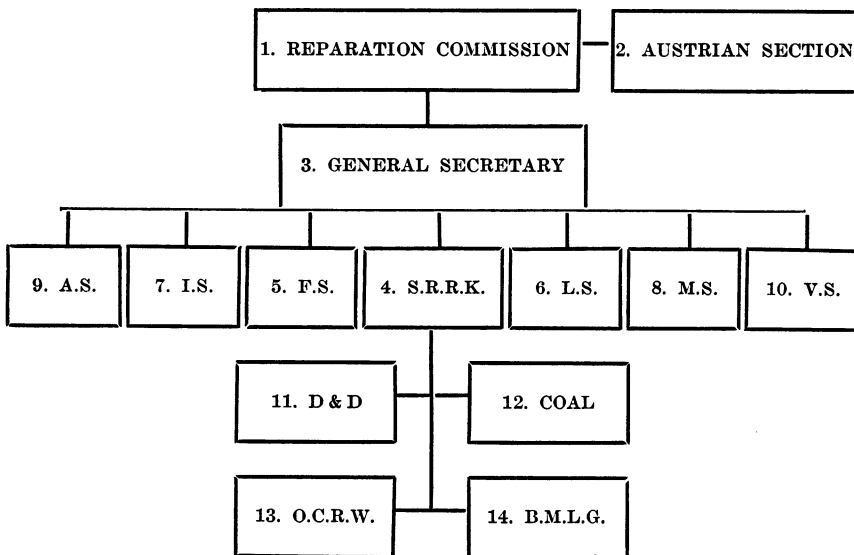 1. REPARATION COMMISSION
2. AUSTRIAN SECTION
3. GENERAL SECRETARY
9. A.S.
7. I.S.
5. F.S.
4. S.R.R.K.
6. L.S.
8. M.S.
10. V.S.
11. D & D
12. COAL
13. O.C.R.W.
14. B.M.L.G.